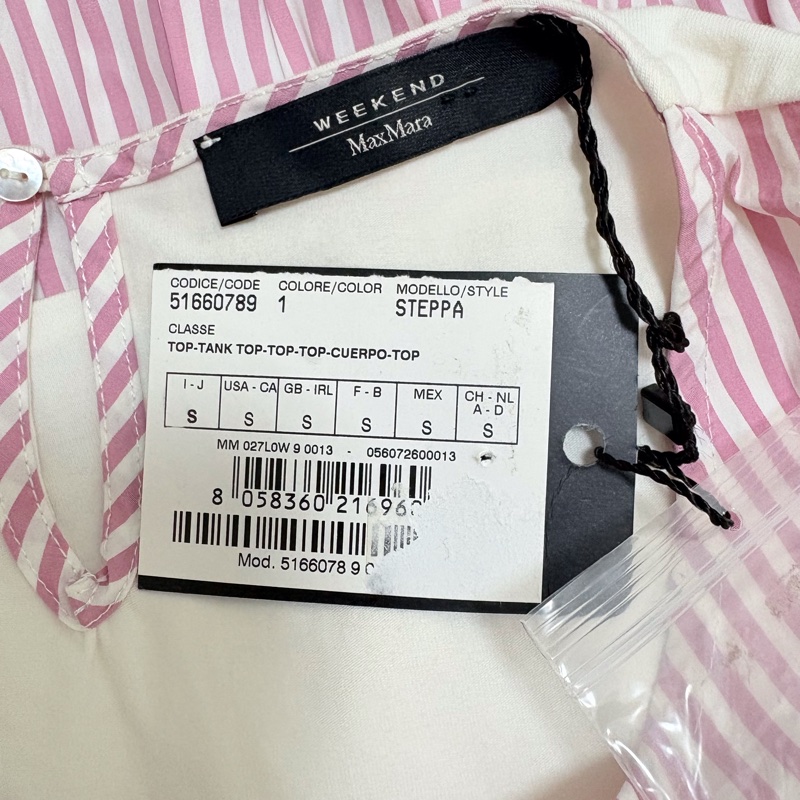 WEEKEND
MaxMara
CODICE/CODE COLORE/COLOR MODELLO/STYLE
51660789 1 STEPPA
CLASSE
TOP-TANK TOP-TOP-TOP-CUERPO-TOP
I - J USA - CA GB - IRL F - B MEX CH - NL
A - D
S S S S S S
MM 027L0W 9 0013 - 056072600013
8 058360 21696
Mod. 5166078 9 0